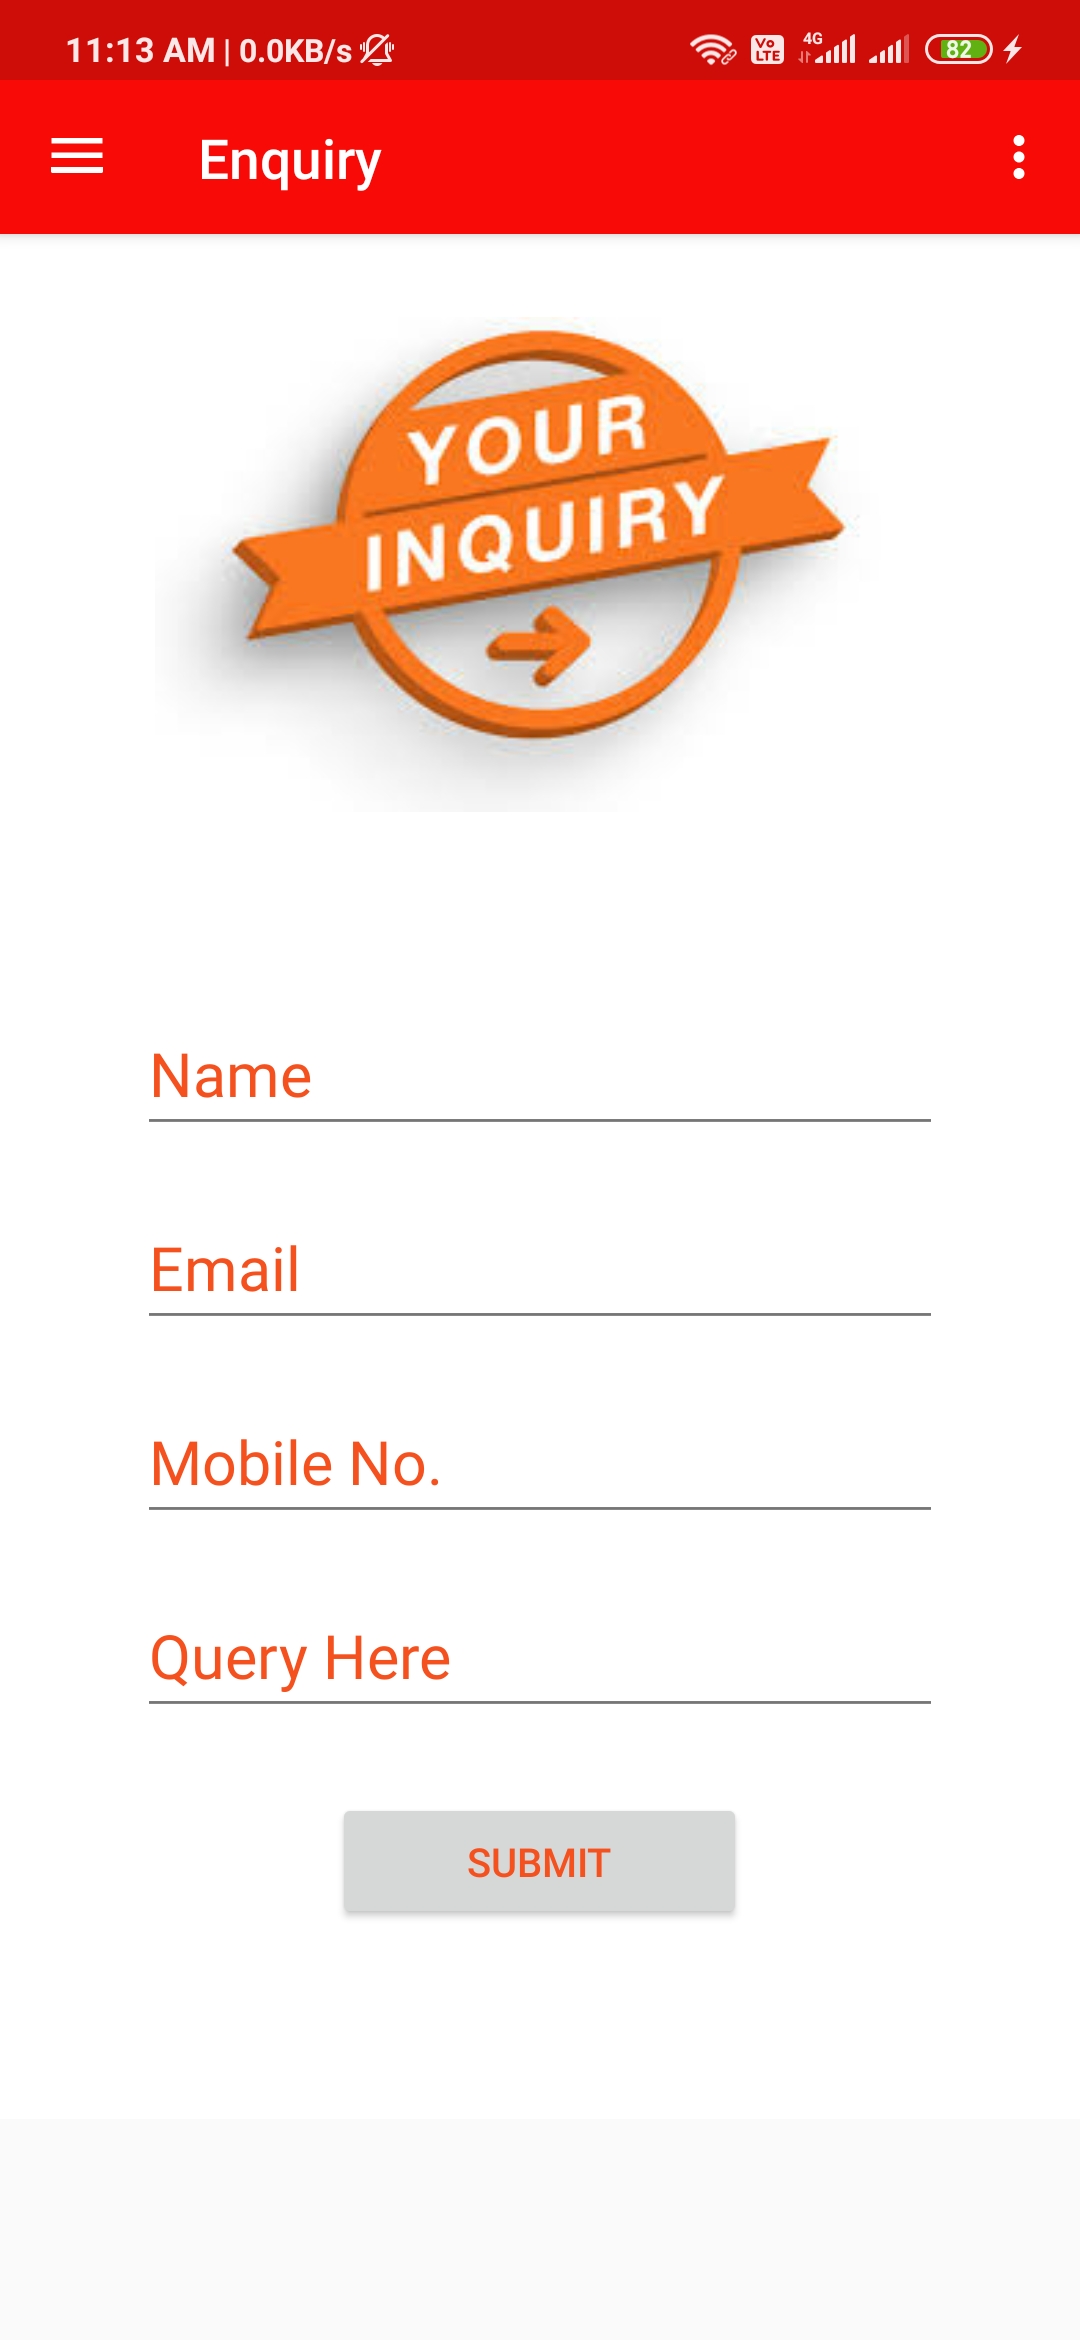 11:13 AM | 0.0KB/s
Vo LTE 4G 82
Enquiry
YOUR
INQUIRY
Name
Email
Mobile No.
Query Here
SUBMIT